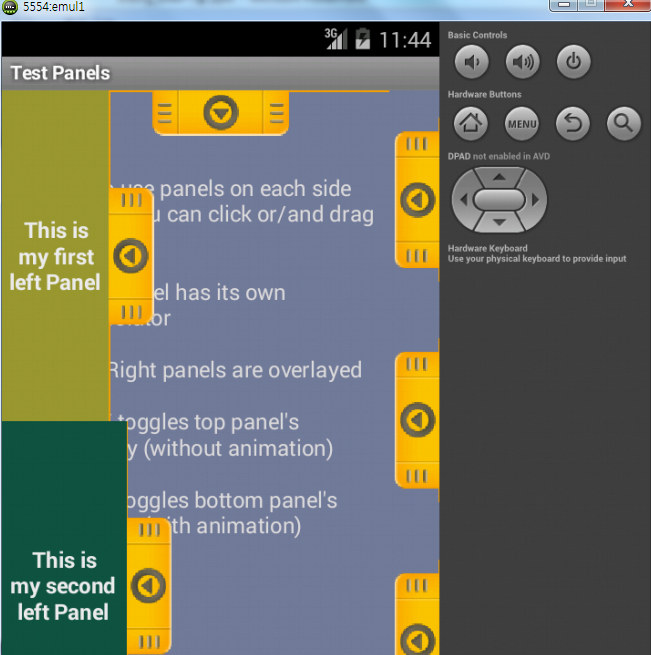 5554:emul1
3G 11:44
Test Panels
use panels on each side
can click or/and drag
has its own
Right panels are overlayed
toggles top panel's
(without animation)
toggles bottom panel's
animation)
This is
my first
left Panel
This is
my second
left Panel
Basic Controls
Hardware Buttons
MENU
DPAD not enabled in AVD
Hardware Keyboard
Use your physical keyboard to provide input